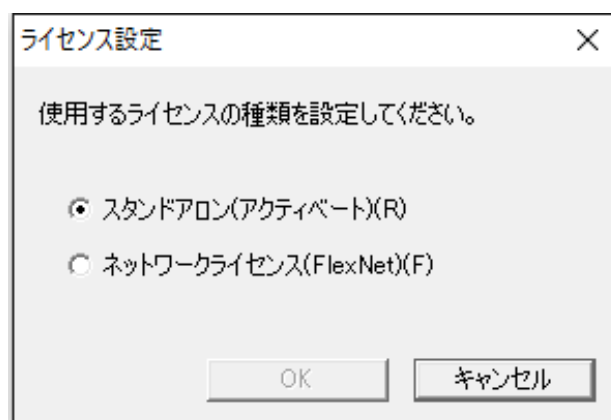 ライセンス設定
使用するライセンスの種類を設定してください。
スタンドアロン(アクティベート)(R)
ネットワークライセンス(FlexNet)(F)
OK キャンセル